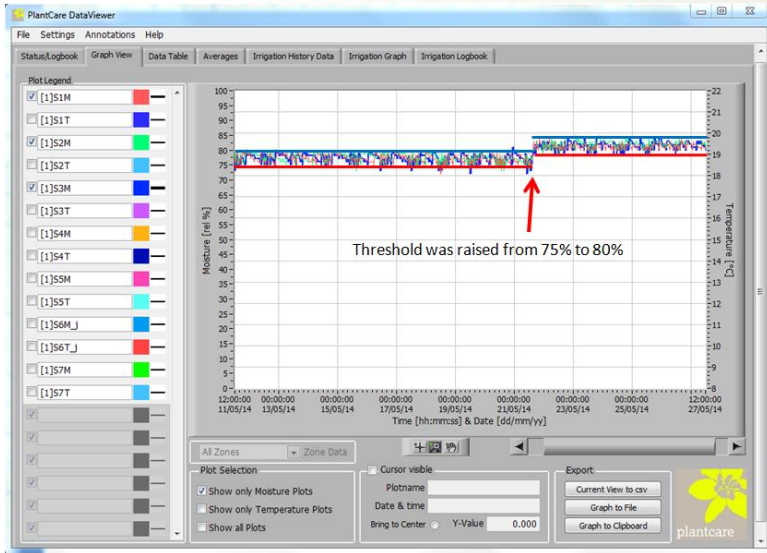 PlantCare DataViewer
File Settings Annotations Help
Status/Logbook Graph View Data Table Averages Irrigation History Data Irrigation Graph Irrigation Logbook
Plot Legend
[1]S1M
[1]S1T
[1]S2M
[1]S2T
[1]S3M
[1]S3T
[1]S4M
[1]S4T
[1]S5M
[1]S5T
[1]S6M_j
[1]S6T_j
[1]S7M
[1]S7T
Moisture [rel %]
100
95
90
85
80
75
70
65
60
55
50
45
40
35
30
25
20
15
10
5
0
Threshold was raised from 75% to 80%
22
21
20
19
18
17
16
15
14
13
12
11
10
9
8
Temperature [°C]
12:00:00 00:00:00 00:00:00 00:00:00 00:00:00 00:00:00 00:00:00 00:00:00 12:00:00
11/05/14 13/05/14 15/05/14 17/05/14 19/05/14 21/05/14 23/05/14 25/05/14 27/05/14
Time [hh:mm:ss] & Date [dd/mm/yy]
All Zones Zone Data
Plot Selection
Show only Moisture Plots
Show only Temperature Plots
Show all Plots
Cursor visible
Plotname
Date & time
Bring to Center Y-Value 0.000
Export
Current View to csv
Graph to File
Graph to Clipboard
plantcare